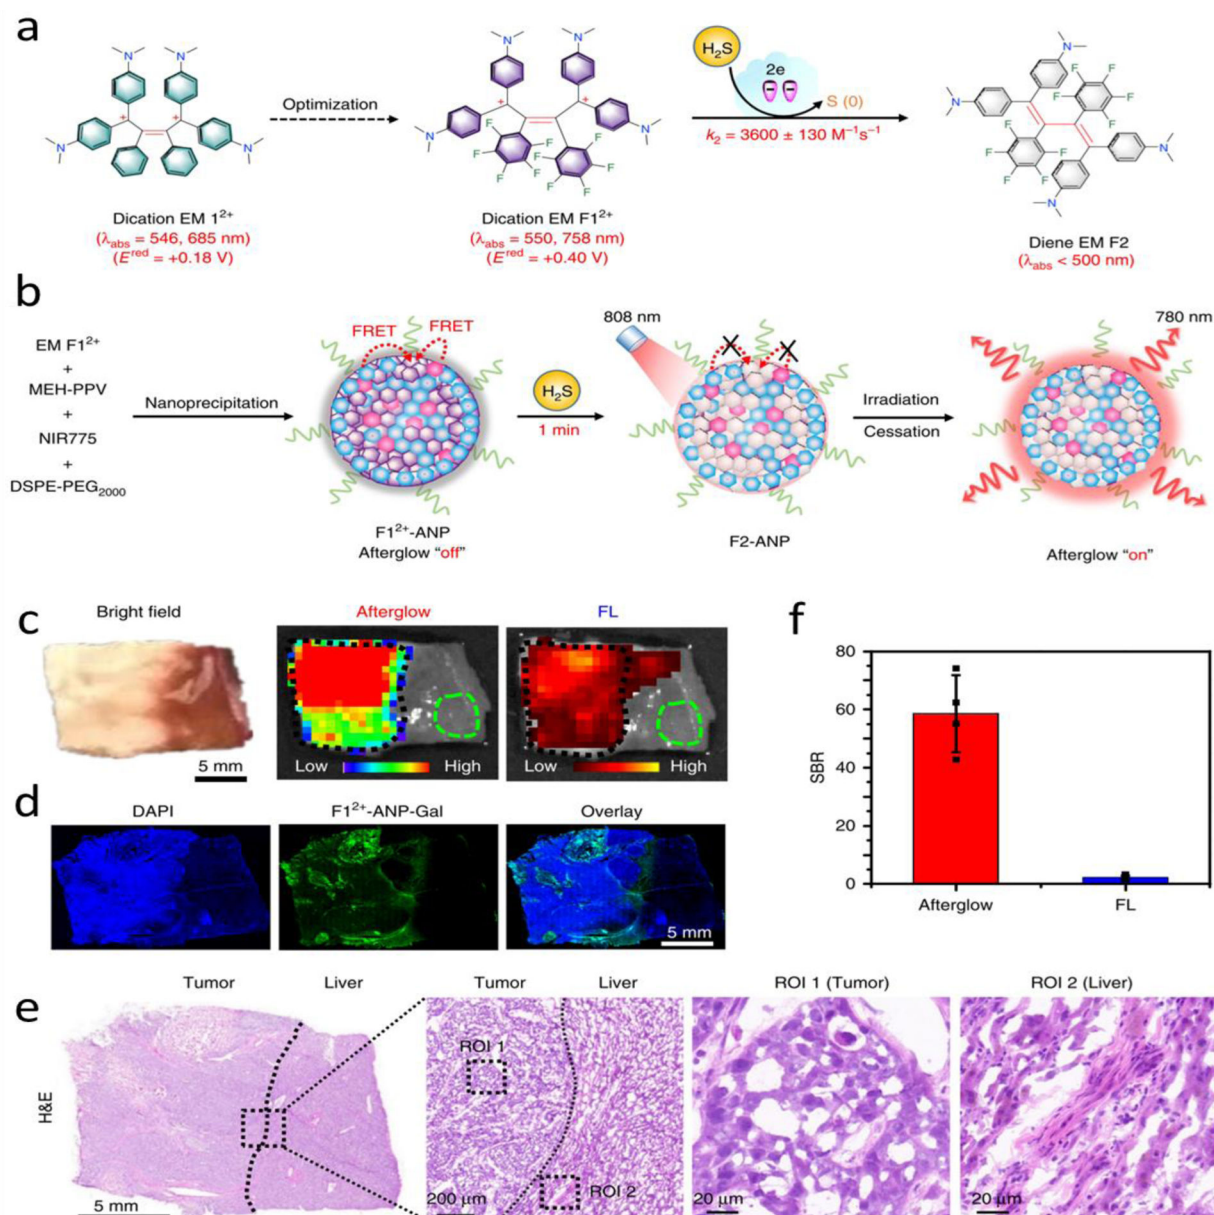 a
N
N
N
N
Dication EM 1²⁺
(λabs = 546, 685 nm)
(Ered = +0.18 V)
Optimization
N
N
N
N
F
F
F
F
F
F
F
F
F
F
Dication EM F1²⁺
(λabs = 550, 758 nm)
(Ered = +0.40 V)
H₂S
2e
S (0)
k₂ = 3600 ± 130 M⁻¹s⁻¹
N
N
N
N
F
F
F
F
F
F
F
F
F
F
Diene EM F2
(λabs < 500 nm)
b
EM F1²⁺
+
MEH-PPV
+
NIR775
+
DSPE-PEG₂₀₀₀
Nanoprecipitation
FRET FRET
F1²⁺-ANP
Afterglow “off”
H₂S
1 min
808 nm
F2-ANP
Irradiation
Cessation
780 nm
Afterglow “on”
c
Bright field
5 mm
Afterglow
Low High
FL
Low High
d
DAPI
F1²⁺-ANP-Gal
Overlay
5 mm
f
SBR
80
60
40
20
0
Afterglow FL
e
H&E
Tumor Liver
5 mm
Tumor Liver
ROI 1
ROI 2
200 μm
ROI 1 (Tumor)
20 μm
ROI 2 (Liver)
20 μm